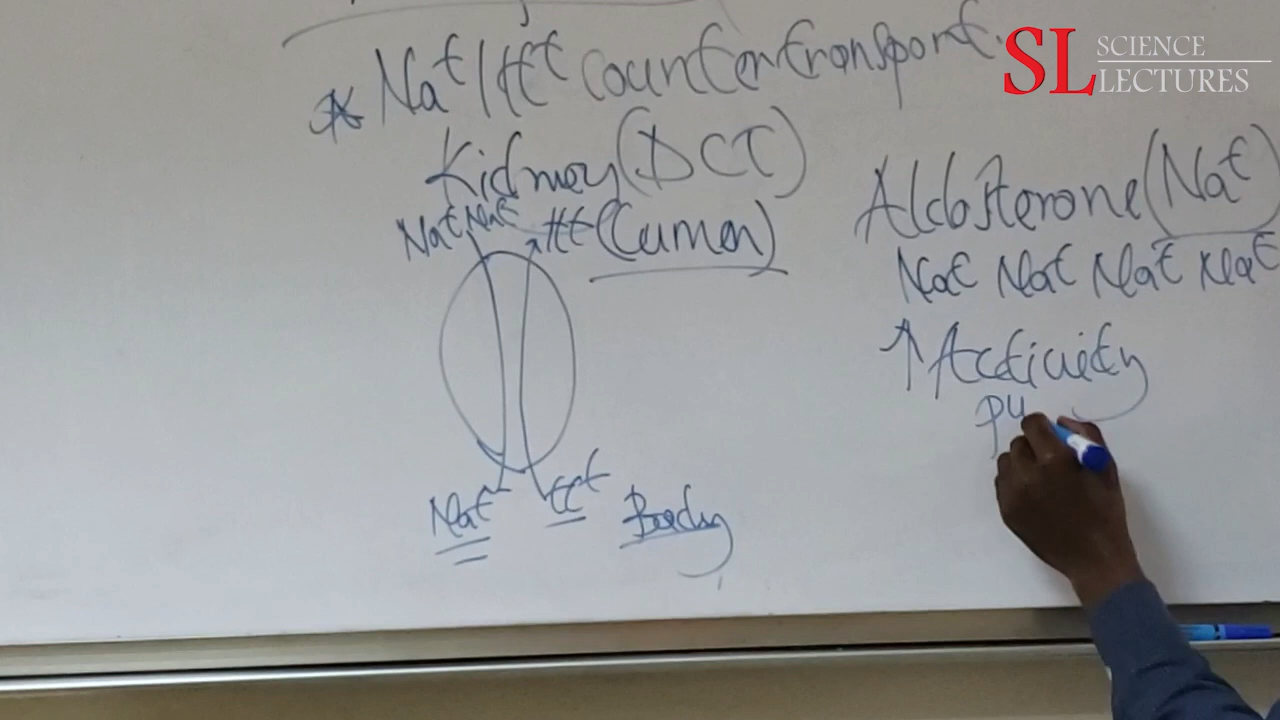 * Na+/H+ countertransport.
Kidney (DCT)
Na+ Na+ H+ (Lumen)
Na+ H+ Body
Aldosterone (Na+)
Na+ Na+ Na+ Na+
↑ Activity
pu
SL SCIENCE
LECTURES